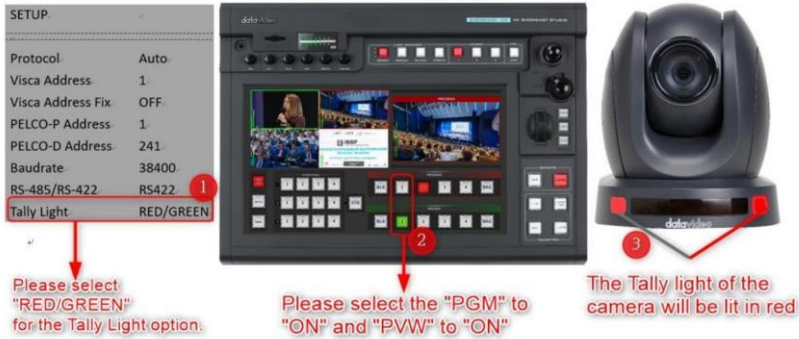 SETUP
Protocol Auto
Visca Address 1
Visca Address Fix OFF
PELCO-P Address 1
PELCO-D Address 241
Baudrate 38400
RS-485/RS-422 RS422
Tally Light RED/GREEN
1
Please select
"RED/GREEN"
for the Tally Light option.
datavideo
PROGRAM
2
Please select the "PGM" to
"ON" and "PVW" to "ON"
datavideo
3
The Tally light of the
camera will be lit in red